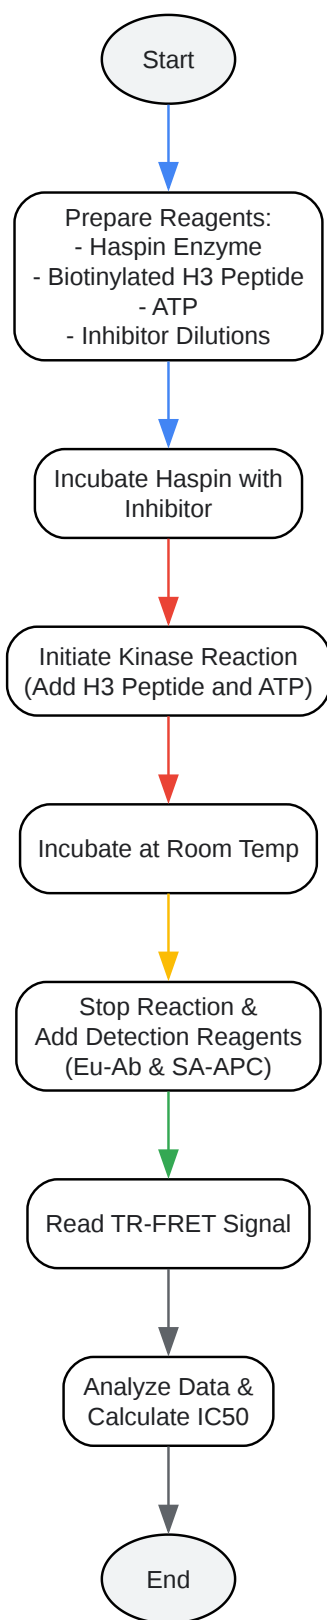 Start
Prepare Reagents:
- Haspin Enzyme
- Biotinylated H3 Peptide
- ATP
- Inhibitor Dilutions
Incubate Haspin with
Inhibitor
Initiate Kinase Reaction
(Add H3 Peptide and ATP)
Incubate at Room Temp
Stop Reaction &
Add Detection Reagents
(Eu-Ab & SA-APC)
Read TR-FRET Signal
Analyze Data &
Calculate IC50
End